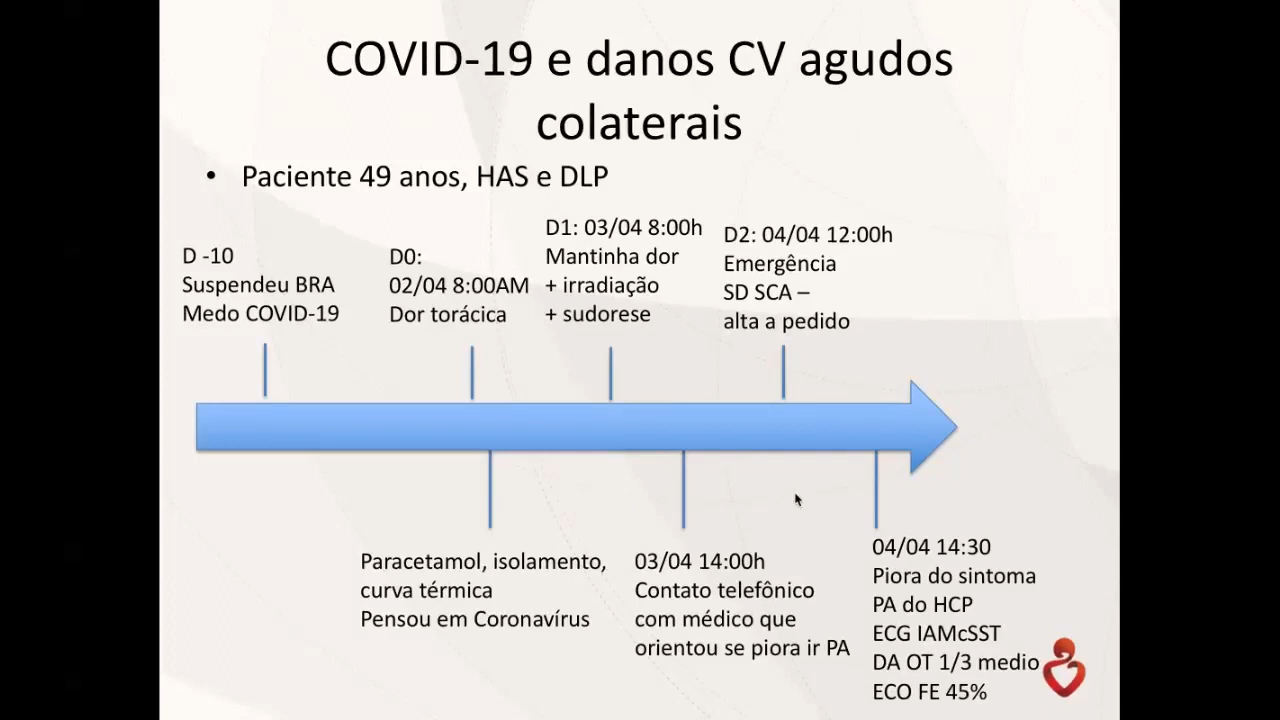 COVID-19 e danos CV agudos
colaterais
• Paciente 49 anos, HAS e DLP
D -10
Suspendeu BRA
Medo COVID-19
D0:
02/04 8:00AM
Dor torácica
D1: 03/04 8:00h
Mantinha dor
+ irradiação
+ sudorese
D2: 04/04 12:00h
Emergência
SD SCA –
alta a pedido
Paracetamol, isolamento,
curva térmica
Pensou em Coronavírus
03/04 14:00h
Contato telefônico
com médico que
orientou se piora ir PA
04/04 14:30
Piora do sintoma
PA do HCP
ECG IAMcSST
DA OT 1/3 medio
ECO FE 45%